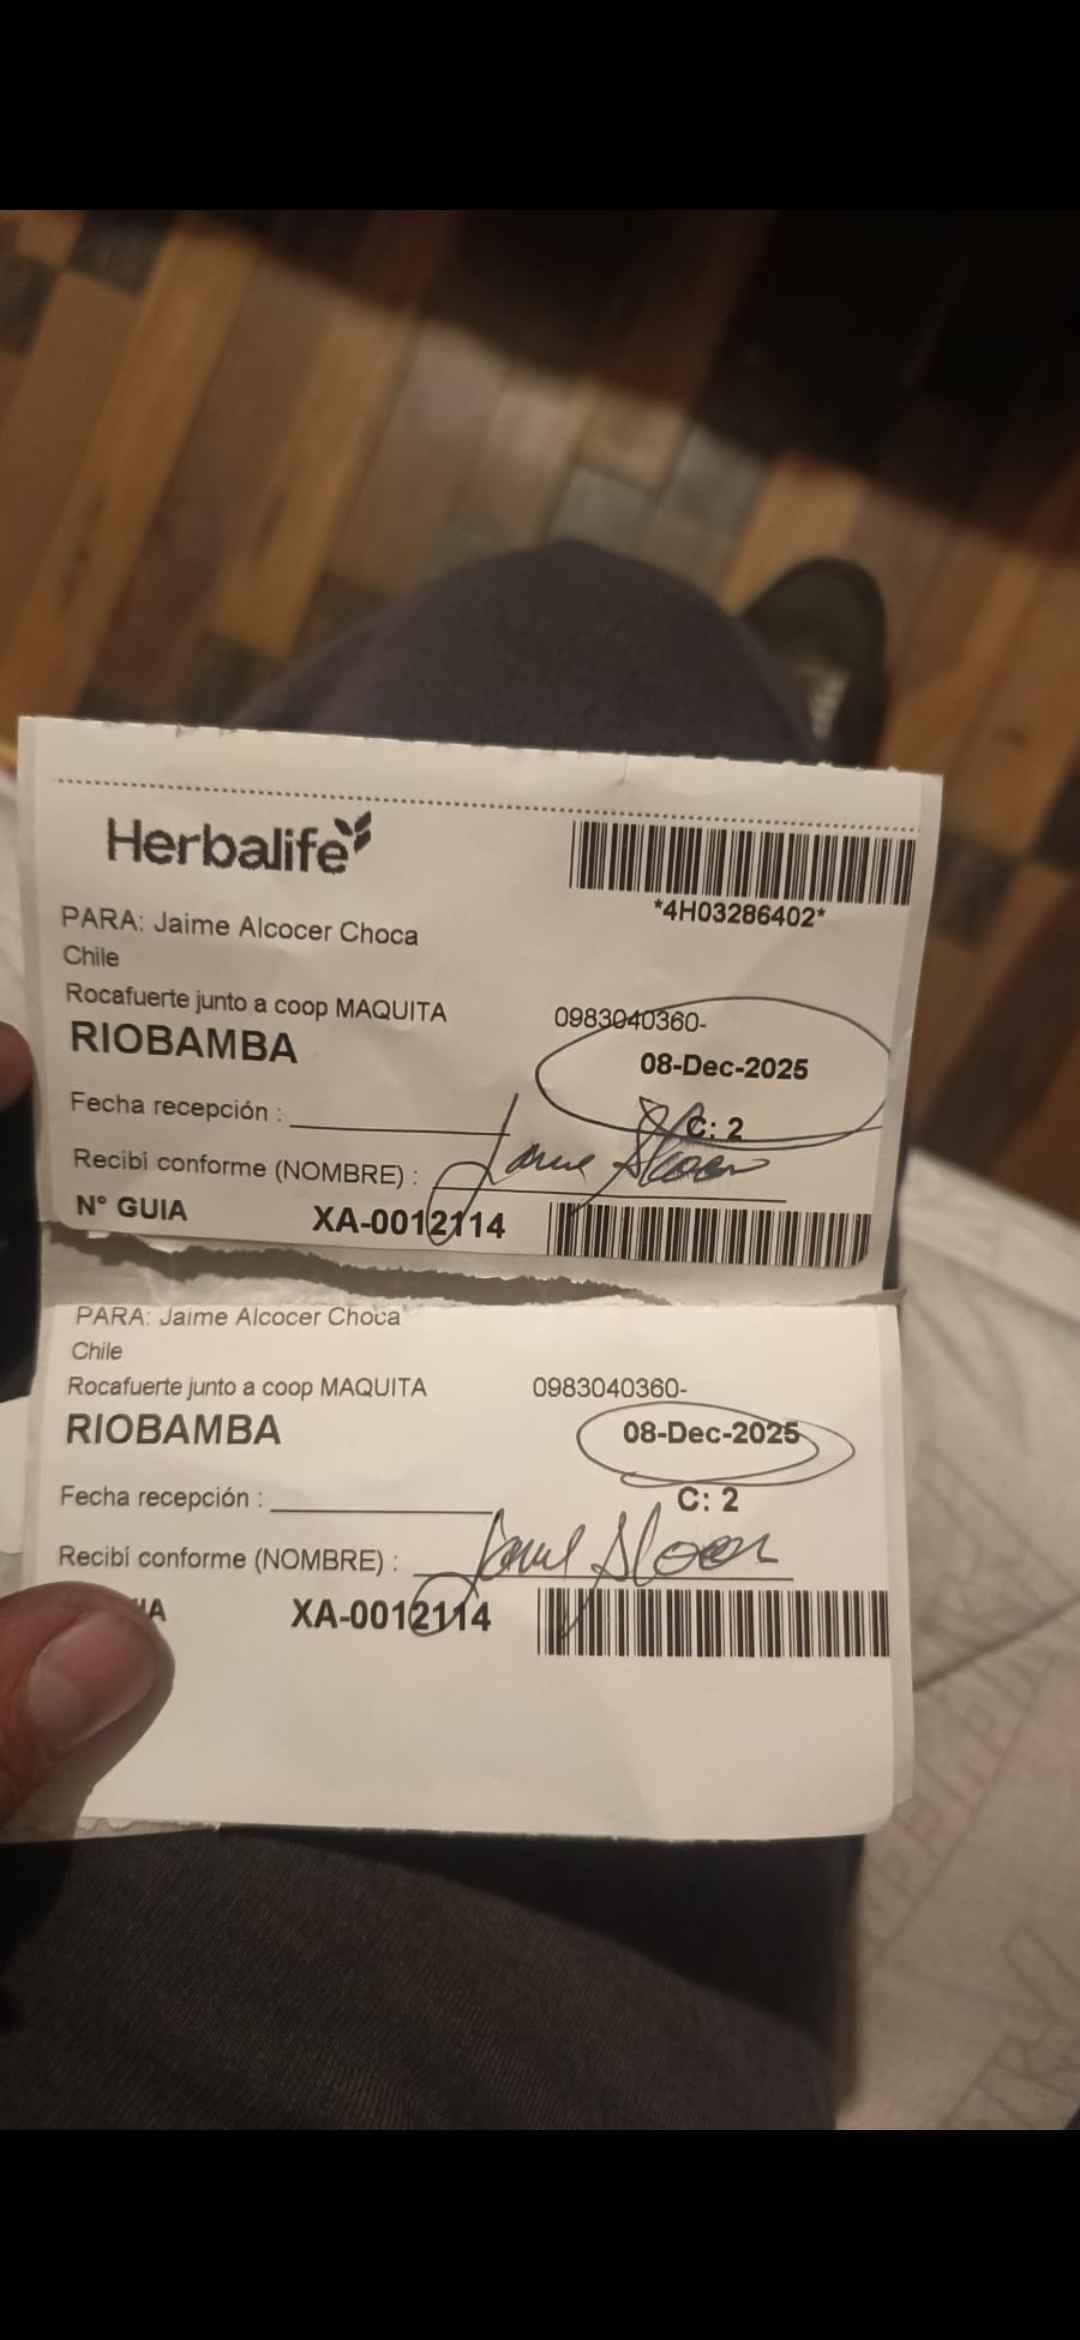 Herbalife
*4H03286402*
PARA: Jaime Alcocer Choca
Chile
Rocafuerte junto a coop MAQUITA
0983040360-
RIOBAMBA
08-Dec-2025
Fecha recepción :
C: 2
Recibí conforme (NOMBRE) :
N° GUIA
XA-0012114
PARA: Jaime Alcocer Choca
Chile
Rocafuerte junto a coop MAQUITA
0983040360-
RIOBAMBA
08-Dec-2025
Fecha recepción :
C: 2
Recibí conforme (NOMBRE) :
XA-0012114